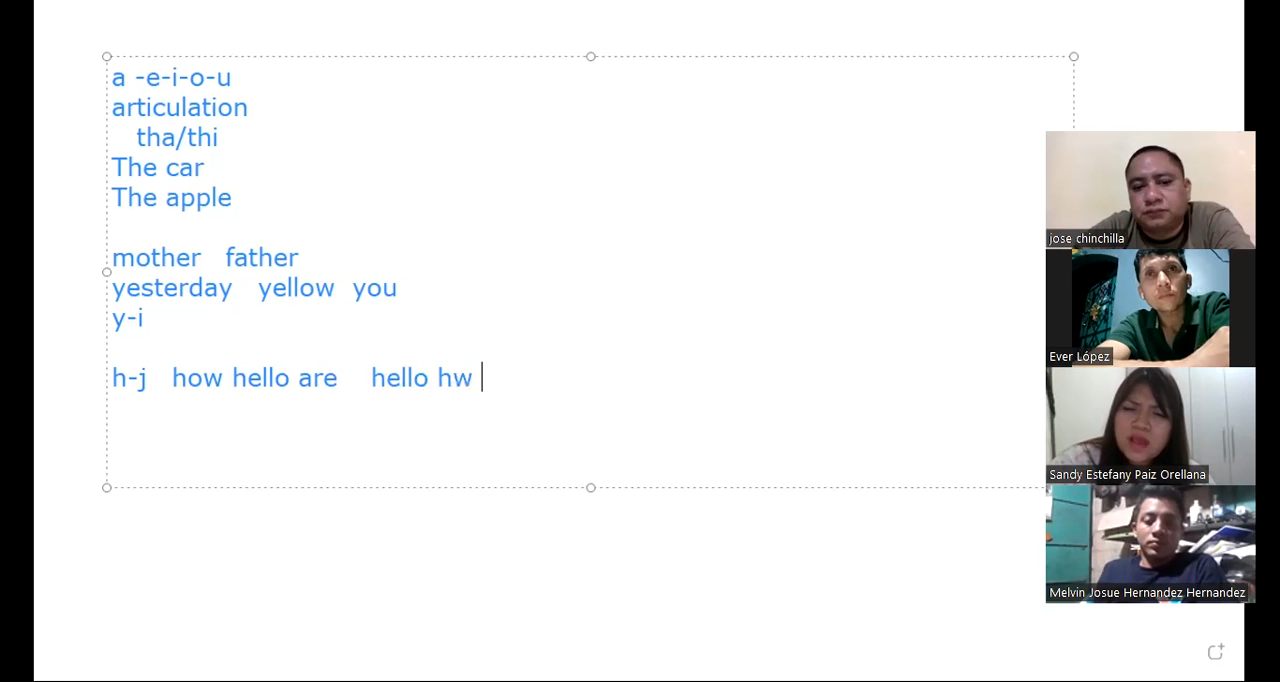 a -e-i-o-u
articulation
tha/thi
The car
The apple
mother father
yesterday yellow you
y-i
h-j how hello are hello hw
jose chinchilla
Ever López
Sandy Estefany Paiz Orellana
Melvin Josue Hernandez Hernandez